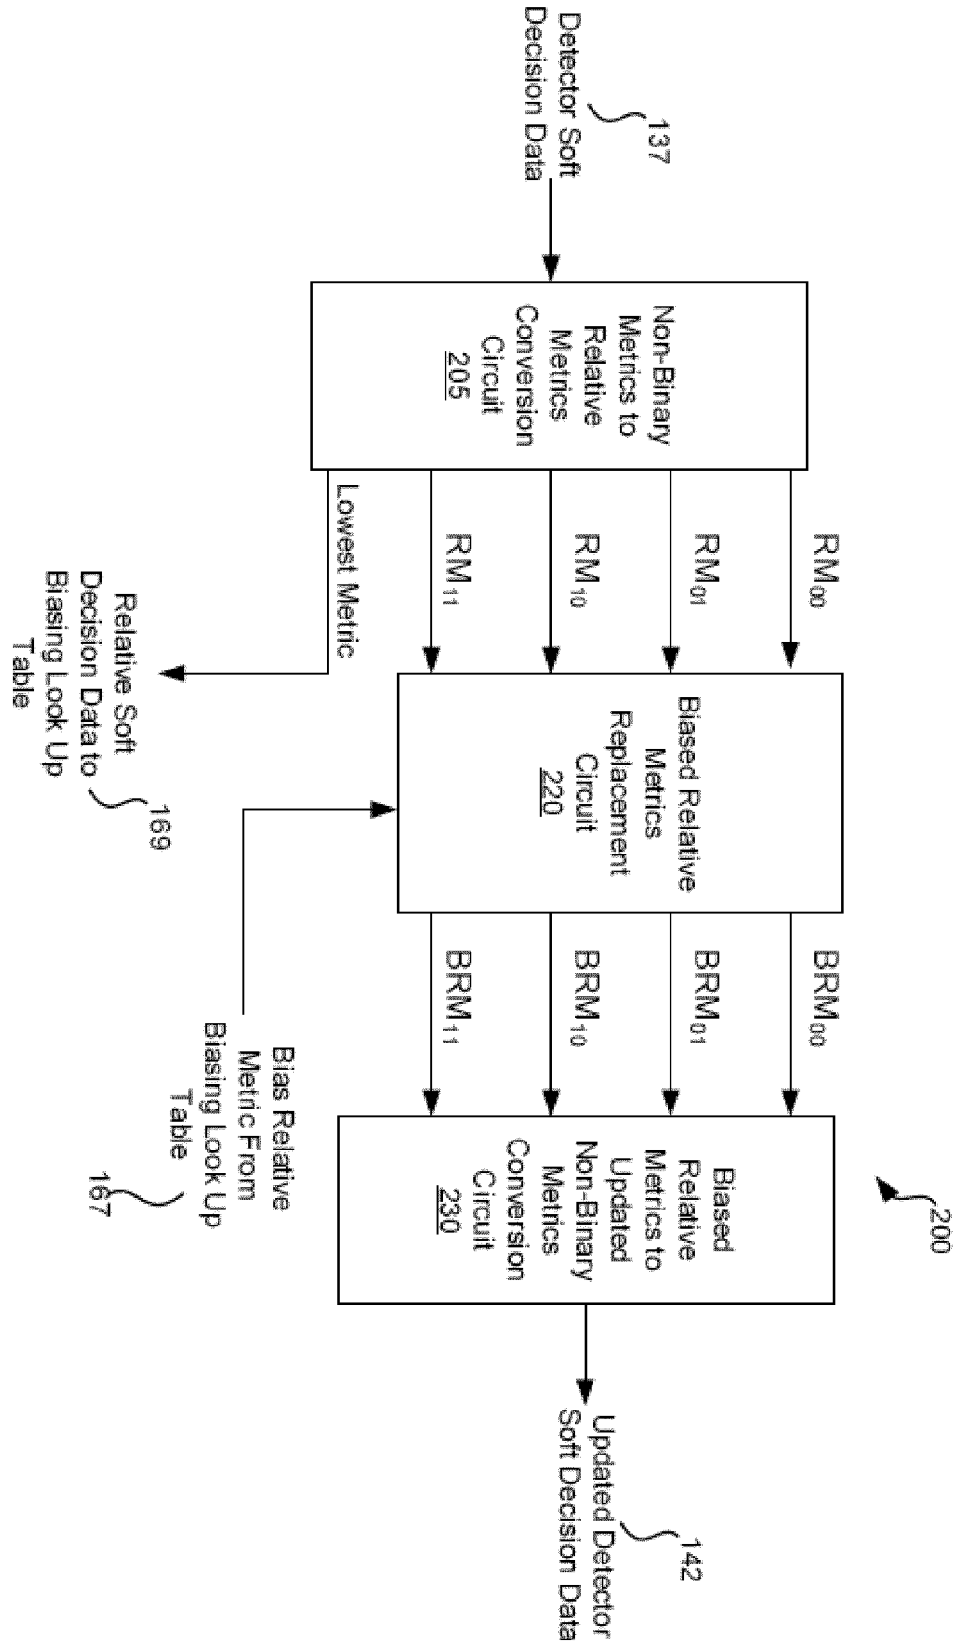 Detector Soft
Decision Data
137
Non-Binary
Metrics to
Relative
Metrics
Conversion
Circuit
205
RM00
RM01
RM10
RM11
Lowest Metric
Relative Soft
Decision Data to
Biasing Look Up
Table
169
Biased Relative
Metrics
Replacement
Circuit
220
Bias Relative
Metric From
Biasing Look Up
Table
167
BRM00
BRM01
BRM10
BRM11
Biased
Relative
Metrics to
Updated
Non-Binary
Metrics
Conversion
Circuit
230
200
Updated Detector
Soft Decision Data
142